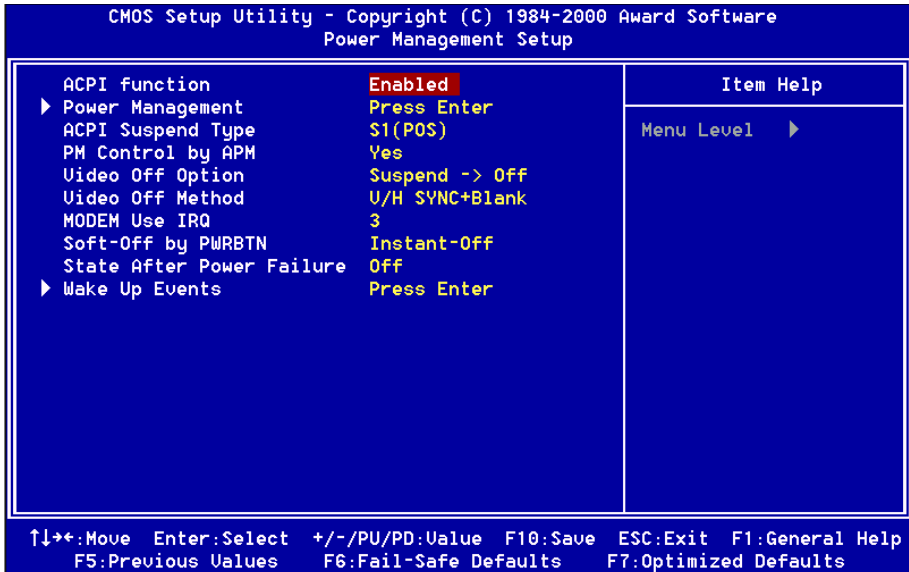 CMOS Setup Utility - Copyright (C) 1984-2000 Award Software
Power Management Setup
ACPI function Enabled
Power Management Press Enter
ACPI Suspend Type S1(POS)
PM Control by APM Yes
Video Off Option Suspend -> Off
Video Off Method V/H SYNC+Blank
MODEM Use IRQ 3
Soft-Off by PWRBTN Instant-Off
State After Power Failure Off
Wake Up Events Press Enter
Item Help
Menu Level
↑↓→←:Move Enter:Select +/-/PU/PD:Value F10:Save ESC:Exit F1:General Help
F5:Previous Values F6:Fail-Safe Defaults F7:Optimized Defaults